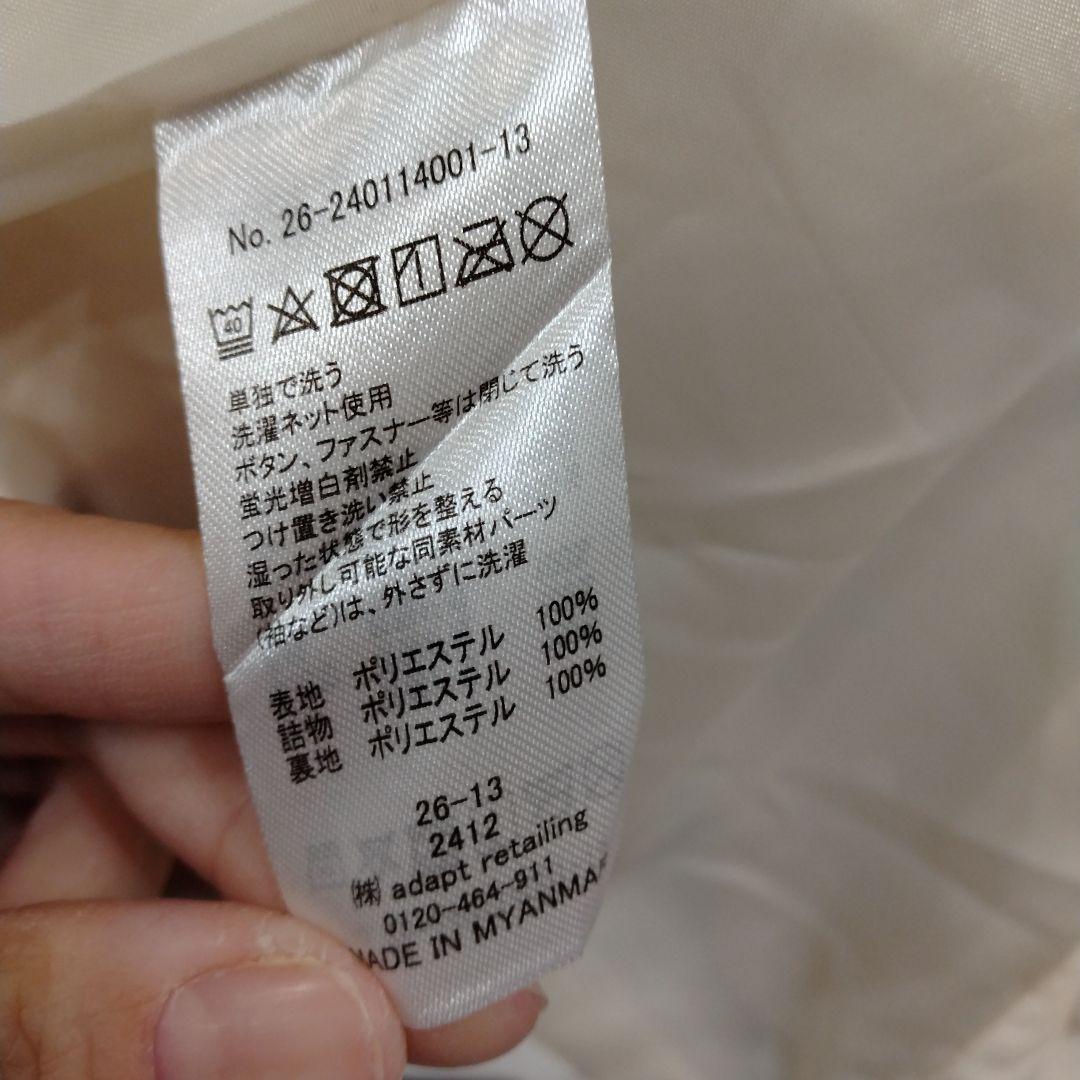 No. 26-240114001-13
40
単独で洗う
洗濯ネット使用
ボタン、ファスナー等は閉じて洗う
蛍光増白剤禁止
つけ置き洗い禁止
湿った状態で形を整える
取り外し可能な同素材パーツ
(袖など)は、外さずに洗濯
表地 ポリエステル 100%
詰物 ポリエステル 100%
裏地 ポリエステル 100%
26-13
2412
㈱ adapt retailing
0120-464-911
MADE IN MYANMAR